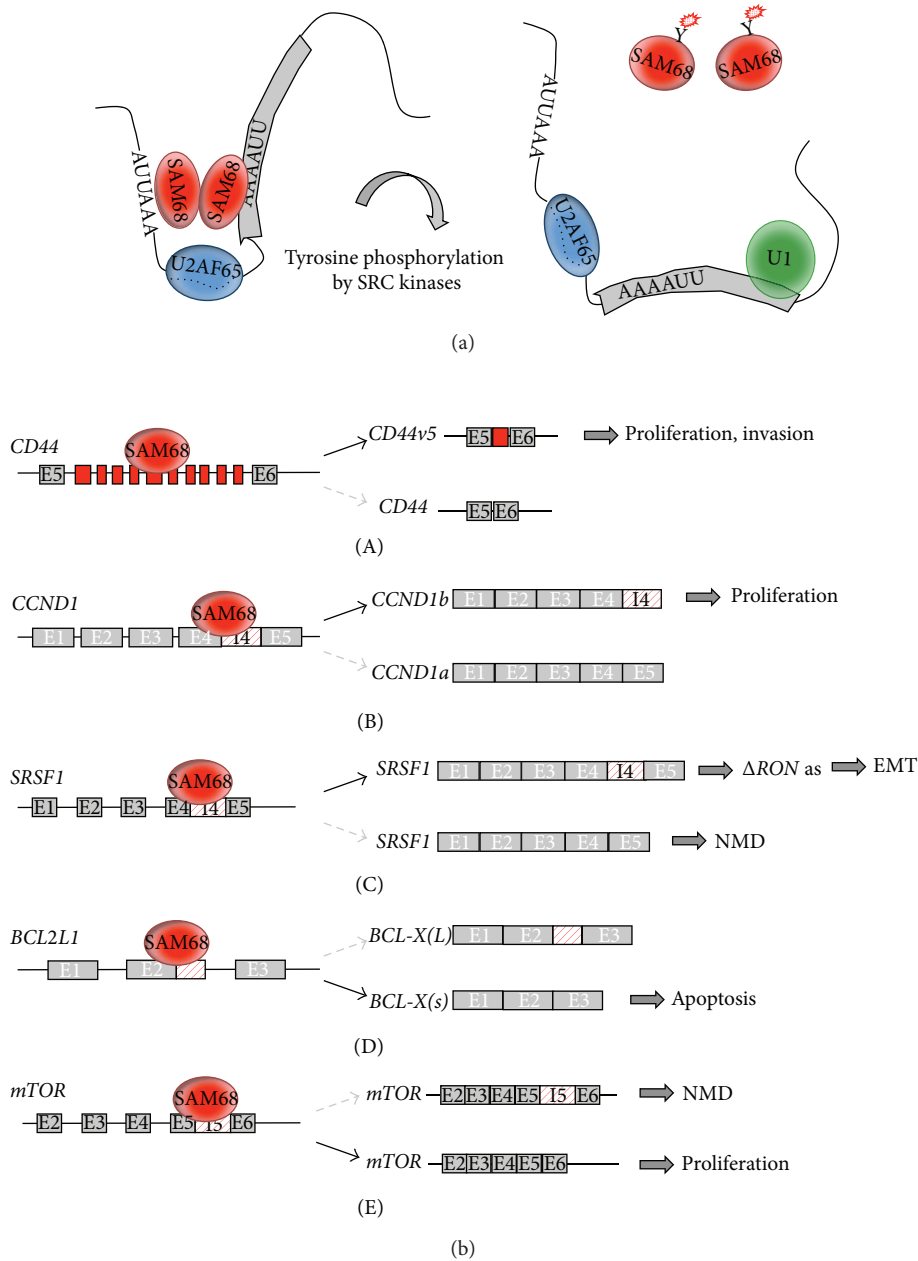 Y Y
SAM68 SAM68
AUUAAA SAM68 SAM68 AAAAUU
U2AF65
Tyrosine phosphorylation
by SRC kinases
AUUAAA
U2AF65
AAAAUU U1
(a)
CD44 SAM68
E5 E6
CD44v5 E5 E6 Proliferation, invasion
CD44 E5 E6
(A)
CCND1 SAM68
E1 E2 E3 E4 I4 E5
CCND1b E1 E2 E3 E4 I4 Proliferation
CCND1a E1 E2 E3 E4 E5
(B)
SRSF1 SAM68
E1 E2 E3 E4 I4 E5
SRSF1 E1 E2 E3 E4 I4 E5 ΔRON as EMT
SRSF1 E1 E2 E3 E4 E5 NMD
(C)
BCL2L1 SAM68
E1 E2 E3
BCL-X(L) E1 E2 E3
BCL-X(s) E1 E2 E3 Apoptosis
(D)
mTOR SAM68
E2 E3 E4 E5 I5 E6
mTOR E2 E3 E4 E5 I5 E6 NMD
mTOR E2 E3 E4 E5 E6 Proliferation
(E)
(b)